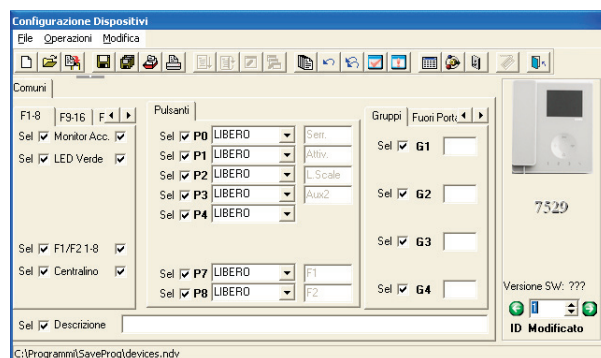 Configurazione Dispositivi
File Operazioni Modifica
Comuni
F1-8 F9-16 F
Sel Monitor Acc.
Sel LED Verde
Sel F1/F2 1-8
Sel Centralino
Pulsanti
Sel P0 LIBERO Serr.
Sel P1 LIBERO Attiv.
Sel P2 LIBERO L.Scale
Sel P3 LIBERO Aux2
Sel P4 LIBERO
Sel P7 LIBERO F1
Sel P8 LIBERO F2
Gruppi Fuori Porta
Sel G1
Sel G2
Sel G3
Sel G4
7529
Versione SW: ???
1
ID Modificato
Sel Descrizione
C:\Programmi\SaveProg\devices.ndv